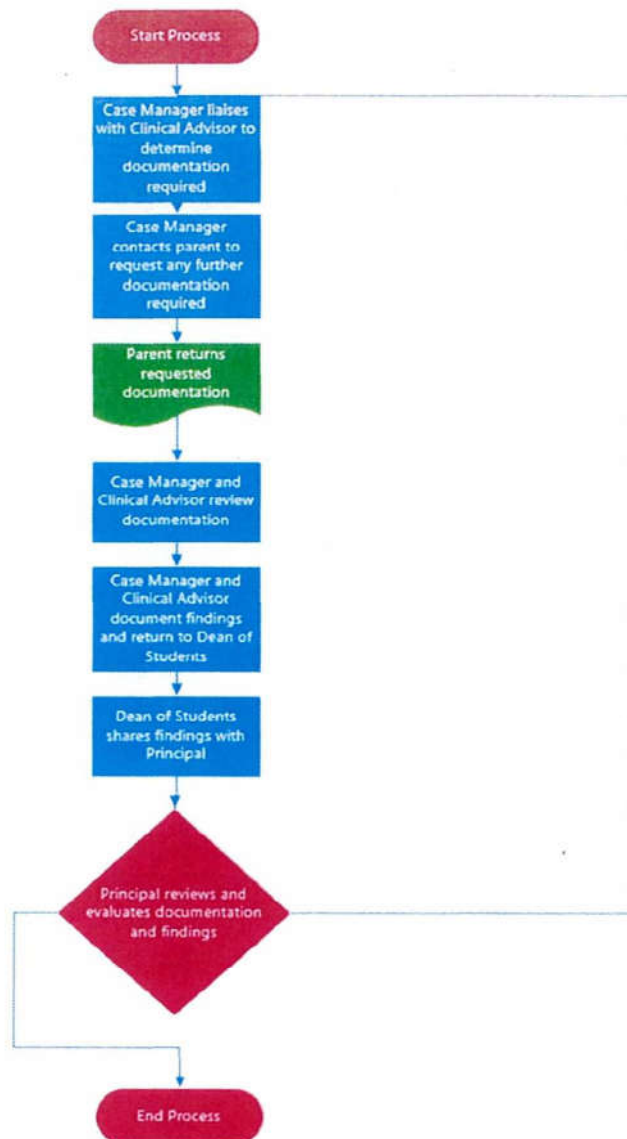 Start Process
Case Manager liaises
with Clinical Advisor to
determine
documentation
required
Case Manager
contacts parent to
request any further
documentation
required
Parent returns
requested
documentation
Case Manager and
Clinical Advisor review
documentation
Case Manager and
Clinical Advisor
document findings
and return to Dean of
Students
Dean of Students
shares findings with
Principal
Principal reviews and
evaluates documentation
and findings
End Process